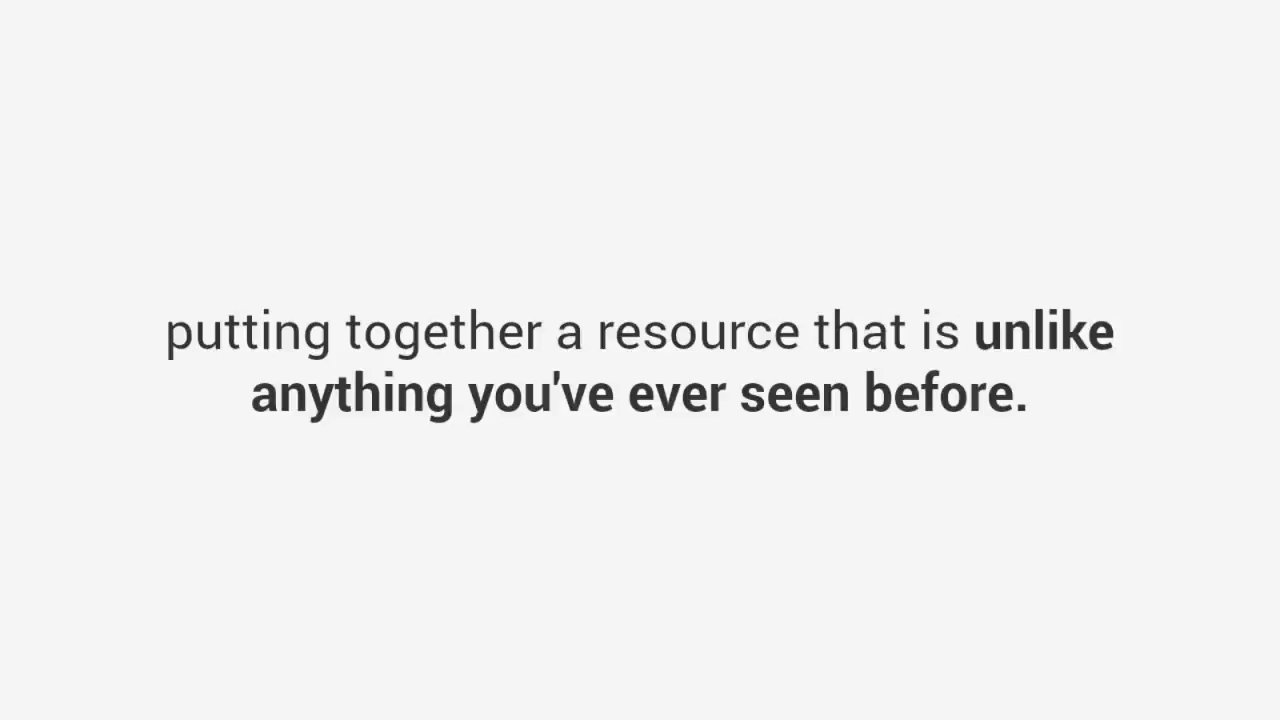 putting together a resource that is unlike
anything you've ever seen before.